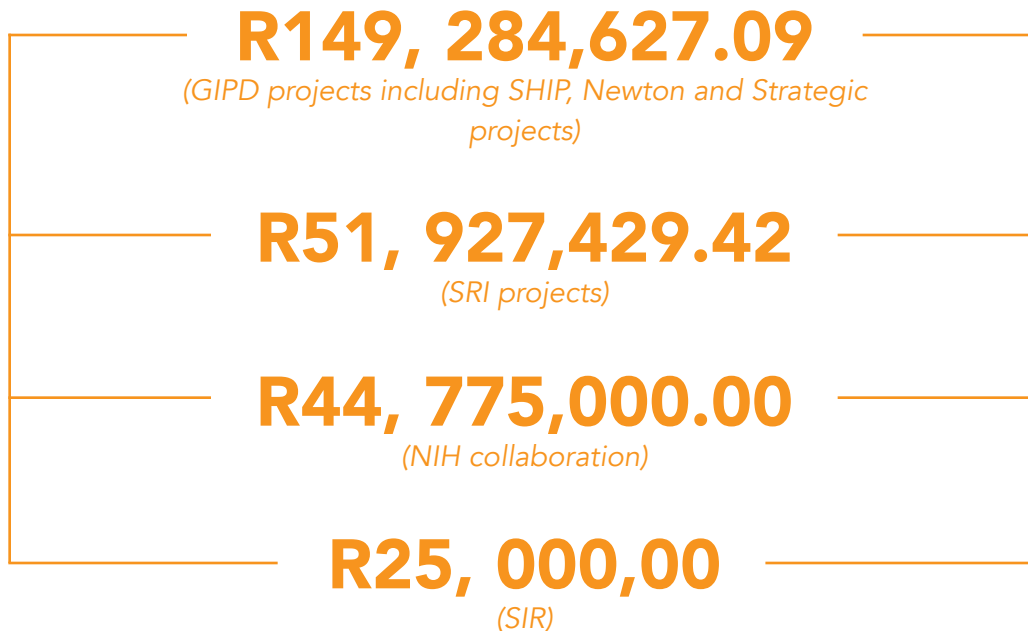 R149, 284,627.09
(GIPD projects including SHIP, Newton and Strategic
projects)
R51, 927,429.42
(SRI projects)
R44, 775,000.00
(NIH collaboration)
R25, 000,00
(SIR)